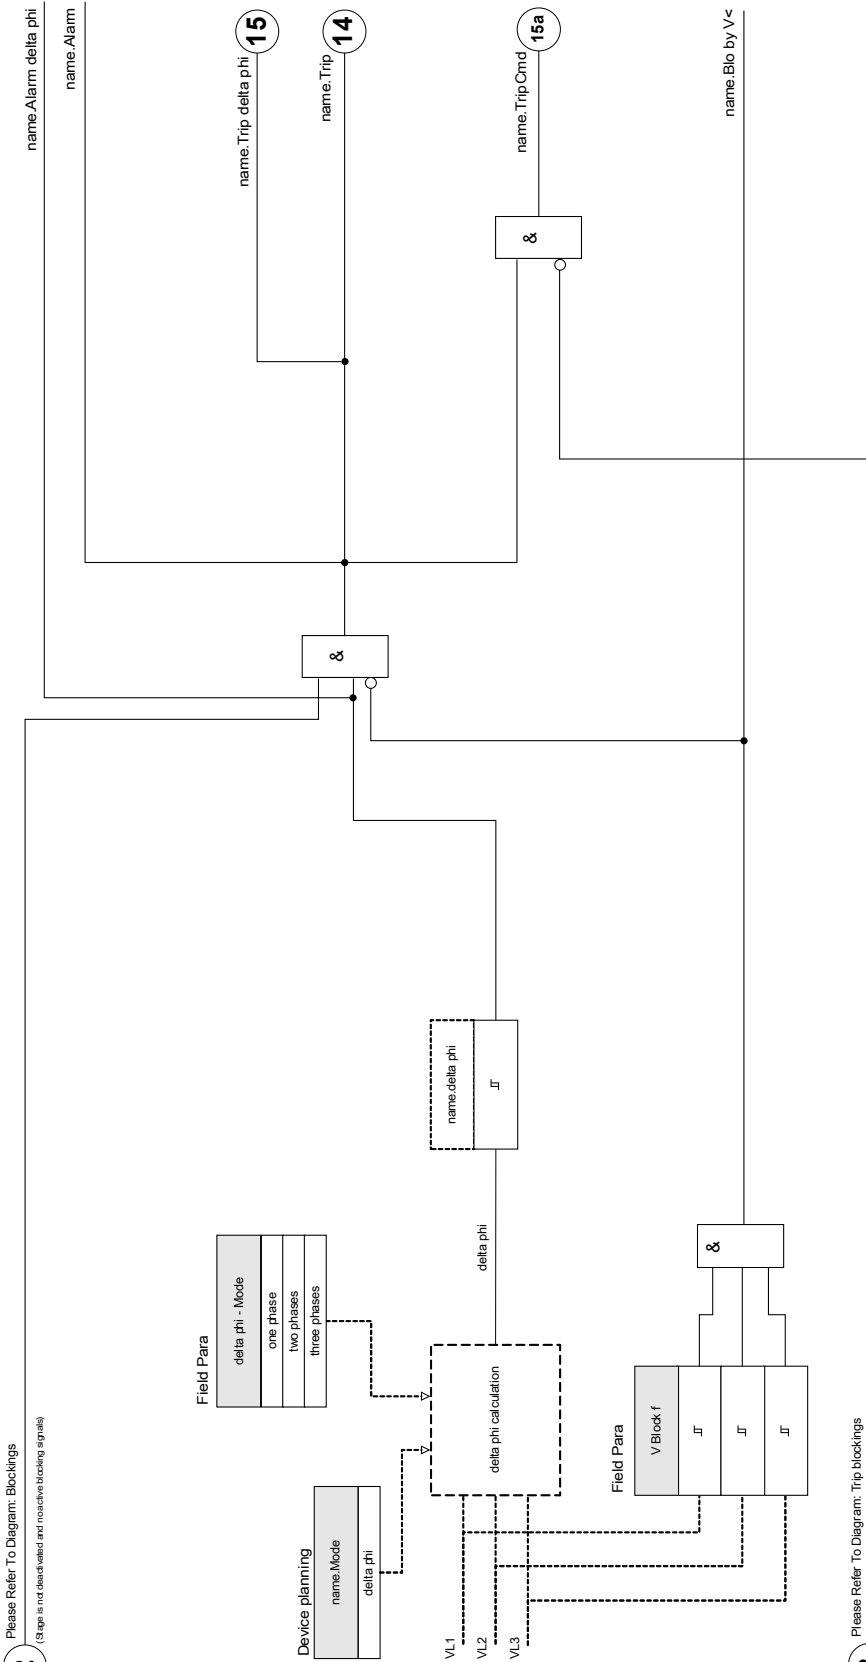 Please Refer To Diagram: Blockings
(Stage is not deactivated and no active blocking signals)
name.Alarm delta phi
name.Alarm
Device planning
name.Mode
delta phi
Field Para
delta phi - Mode
one phase
two phases
three phases
name.Trip delta phi
15
name.Trip
14
VL1
VL2
VL3
delta phi calculation
delta phi
name.delta phi
&
&
name.TripCmd
15a
Field Para
V Block f
&
name.Blo by V<
Please Refer To Diagram: Trip blockings